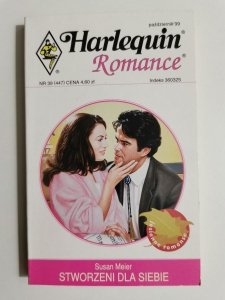 październik '99
Harlequin®
Romance®
NR 38 (447) CENA 4,60 zł
Indeks 360325
Susan Meier
STWORZENI DLA SIEBIE